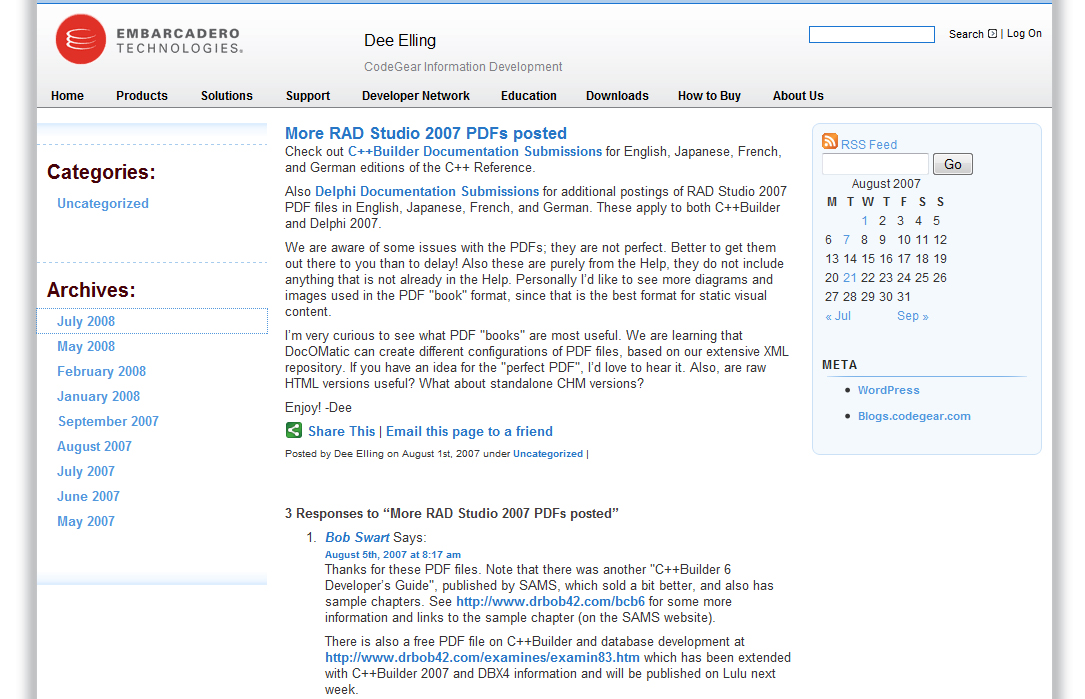 EMBARCADERO
TECHNOLOGIES.
Dee Elling
CodeGear Information Development
Search | Log On
Home Products Solutions Support Developer Network Education Downloads How to Buy About Us
Categories:
Uncategorized
Archives:
July 2008
May 2008
February 2008
January 2008
September 2007
August 2007
July 2007
June 2007
May 2007
More RAD Studio 2007 PDFs posted
Check out C++Builder Documentation Submissions for English, Japanese, French,
and German editions of the C++ Reference.
Also Delphi Documentation Submissions for additional postings of RAD Studio 2007
PDF files in English, Japanese, French, and German. These apply to both C++Builder
and Delphi 2007.
We are aware of some issues with the PDFs; they are not perfect. Better to get them
out there to you than to delay! Also these are purely from the Help, they do not include
anything that is not already in the Help. Personally I'd like to see more diagrams and
images used in the PDF "book" format, since that is the best format for static visual
content.
I'm very curious to see what PDF "books" are most useful. We are learning that
DocOMatic can create different configurations of PDF files, based on our extensive XML
repository. If you have an idea for the "perfect PDF", I'd love to hear it. Also, are raw
HTML versions useful? What about standalone CHM versions?
Enjoy! -Dee
Share This | Email this page to a friend
Posted by Dee Elling on August 1st, 2007 under Uncategorized |
3 Responses to “More RAD Studio 2007 PDFs posted”
1. Bob Swart Says:
August 5th, 2007 at 8:17 am
Thanks for these PDF files. Note that there was another "C++Builder 6
Developer's Guide", published by SAMS, which sold a bit better, and also has
sample chapters. See http://www.drbob42.com/bcb6 for some more
information and links to the sample chapter (on the SAMS website).
There is also a free PDF file on C++Builder and database development at
http://www.drbob42.com/examines/examin83.htm which has been extended
with C++Builder 2007 and DBX4 information and will be published on Lulu next
week.
RSS Feed
Go
August 2007
M T W T F S S
1 2 3 4 5
6 7 8 9 10 11 12
13 14 15 16 17 18 19
20 21 22 23 24 25 26
27 28 29 30 31
« Jul Sep »
META
WordPress
Blogs.codegear.com